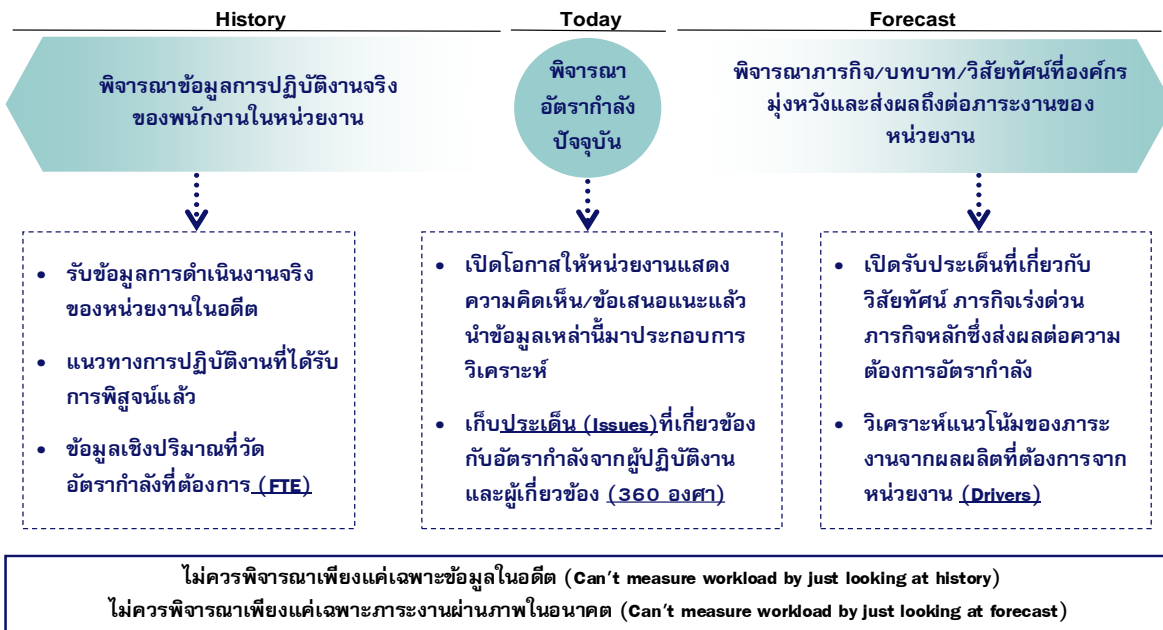 History
Today
Forecast
พิจารณาข้อมูลการปฏิบัติงานจริง
ของพนักงานในหน่วยงาน
พิจารณา
อัตรากำลัง
ปัจจุบัน
พิจารณาภารกิจ/บทบาท/วิสัยทัศน์ที่องค์กร
มุ่งหวังและส่งผลถึงต่อภาระงานของ
หน่วยงาน
• รับข้อมูลการดำเนินงานจริง
ของหน่วยงานในอดีต
• แนวทางการปฏิบัติงานที่ได้รับ
การพิสูจน์แล้ว
• ข้อมูลเชิงปริมาณที่วัด
อัตรากำลังที่ต้องการ (FTE)
• เปิดโอกาสให้หน่วยงานแสดง
ความคิดเห็น/ข้อเสนอแนะแล้ว
นำข้อมูลเหล่านี้มาประกอบการ
วิเคราะห์
• เก็บประเด็น (Issues)ที่เกี่ยวข้อง
กับอัตรากำลังจากผู้ปฏิบัติงาน
และผู้เกี่ยวข้อง (360 องศา)
• เปิดรับประเด็นที่เกี่ยวกับ
วิสัยทัศน์ ภารกิจเร่งด่วน
ภารกิจหลักซึ่งส่งผลต่อความ
ต้องการอัตรากำลัง
• วิเคราะห์แนวโน้มของภาระ
งานจากผลผลิตที่ต้องการจาก
หน่วยงาน (Drivers)
ไม่ควรพิจารณาเพียงแค่เฉพาะข้อมูลในอดีต (Can't measure workload by just looking at history)
ไม่ควรพิจารณาเพียงแค่เฉพาะภาระงานผ่านภาพในอนาคต (Can't measure workload by just looking at forecast)